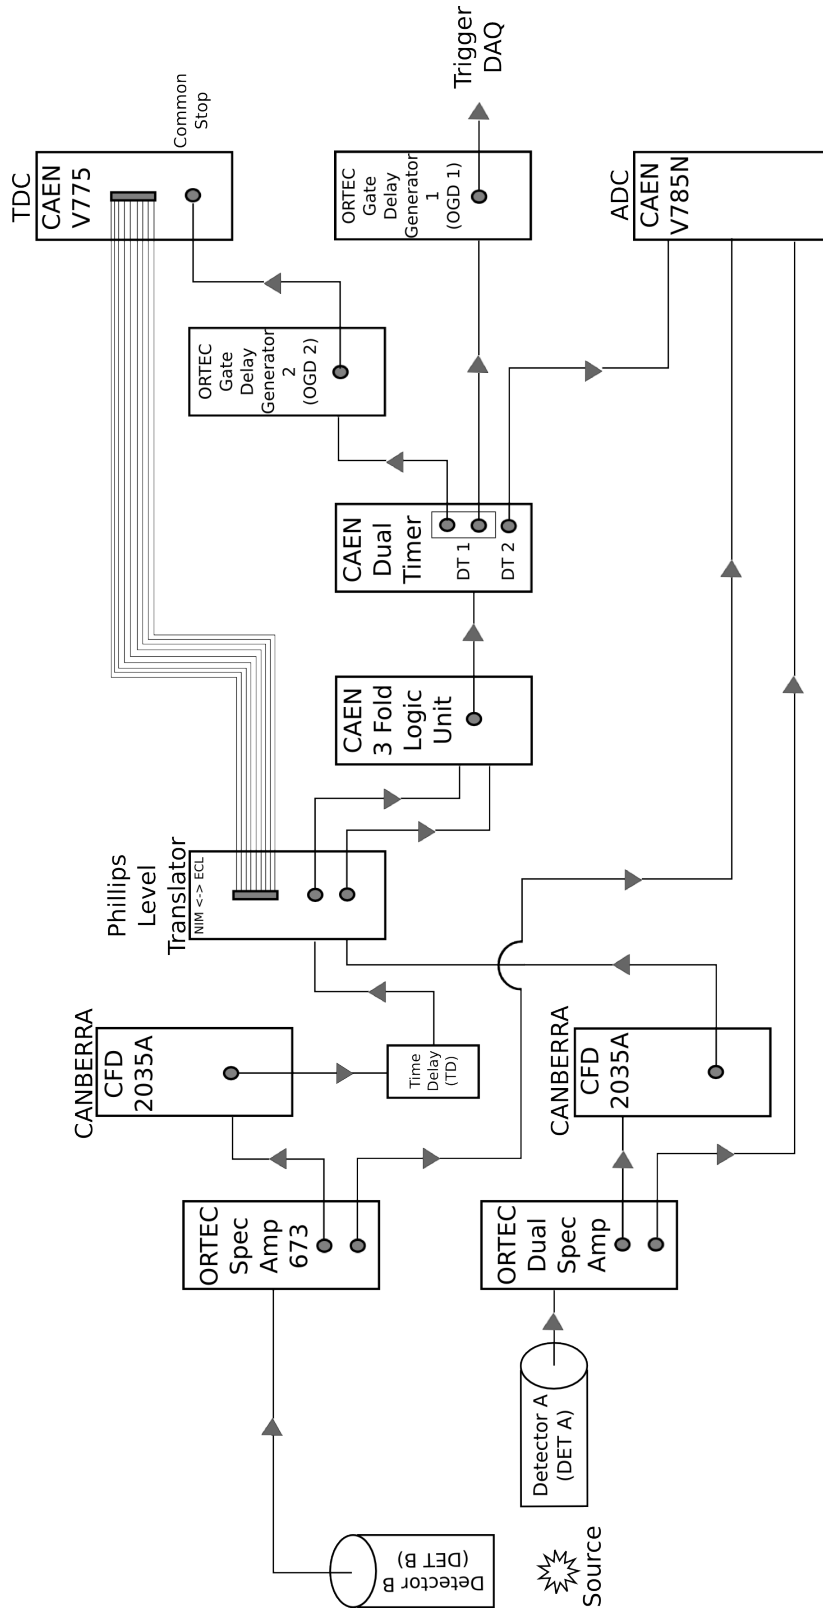 TDC
CAEN
V775
Common
Stop
ORTEC
Gate
Delay
Generator
1
(OGD 1)
Trigger
DAQ
ADC
CAEN
V785N
ORTEC
Gate
Delay
Generator
2
(OGD 2)
CAEN
Dual
Timer
DT 1
DT 2
CAEN
3 Fold
Logic
Unit
Phillips
Level
Translator
NIM <-> ECL
CANBERRA
CFD
2035A
Time
Delay
(TD)
CANBERRA
CFD
2035A
ORTEC
Spec
Amp
673
ORTEC
Dual
Spec
Amp
Detector A
(DET A)
Detector B
(DET B)
Source